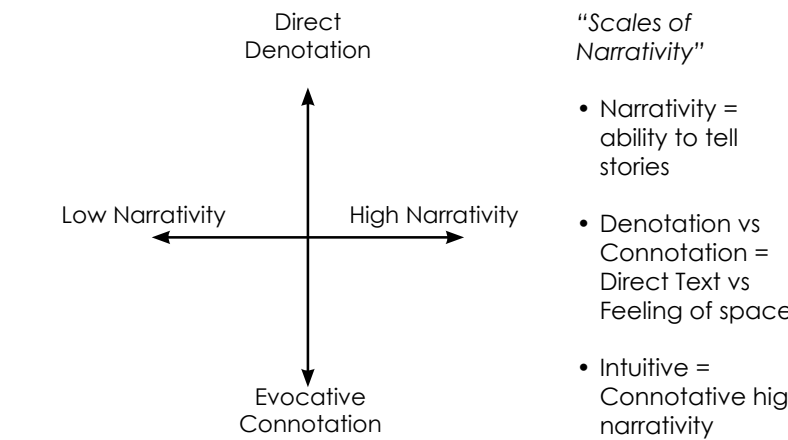 Direct
Denotation
Low Narrativity
High Narrativity
Evocative
Connotation
“Scales of
Narrativity”
• Narrativity =
ability to tell
stories
• Denotation vs
Connotation =
Direct Text vs
Feeling of space
• Intuitive =
Connotative hig
narrativity